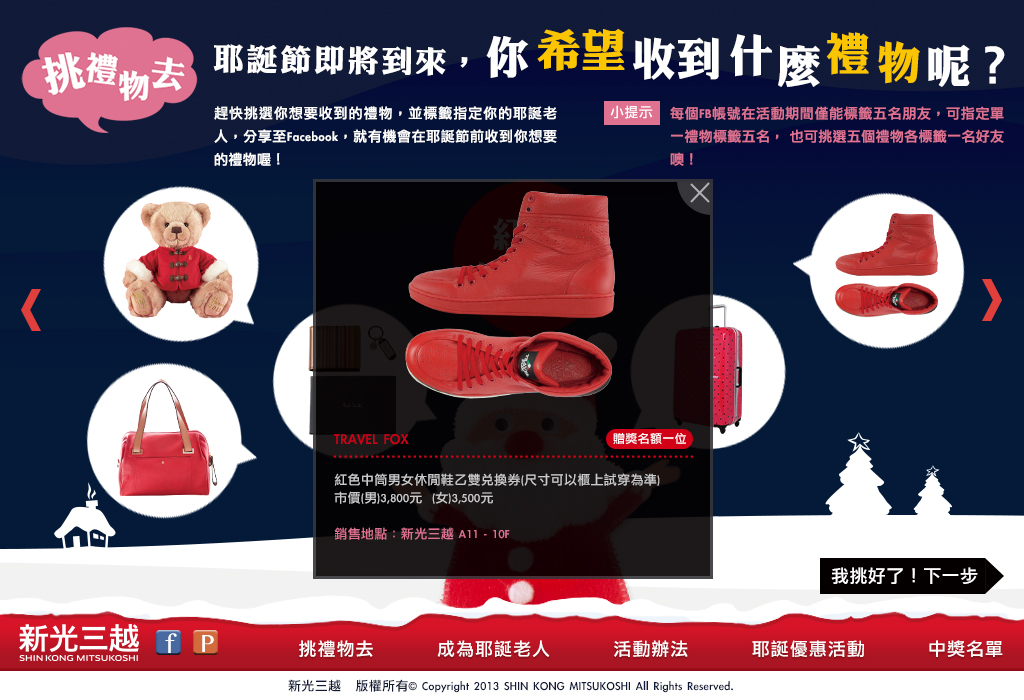 挑禮物去
耶誕節即將到來，你希望收到什麼禮物呢？
趕快挑選你想要收到的禮物，並標籤指定你的耶誕老
人，分享至Facebook，就有機會在耶誕節前收到你想要
的禮物喔！
小提示
每個FB帳號在活動期間僅能標籤五名朋友，可指定單
一禮物標籤五名， 也可挑選五個禮物各標籤一名好友
噢！
TRAVEL FOX
贈獎名額一位
紅色中筒男女休閒鞋乙雙兌換券(尺寸可以櫃上試穿為準)
市價(男)3,800元 (女)3,500元
銷售地點：新光三越 A11 - 10F
我挑好了！下一步
新光三越
SHIN KONG MITSUKOSHI
f
P
挑禮物去
成為耶誕老人
活動辦法
耶誕優惠活動
中獎名單
新光三越 版權所有© Copyright 2013 SHIN KONG MITSUKOSHI All Rights Reserved.